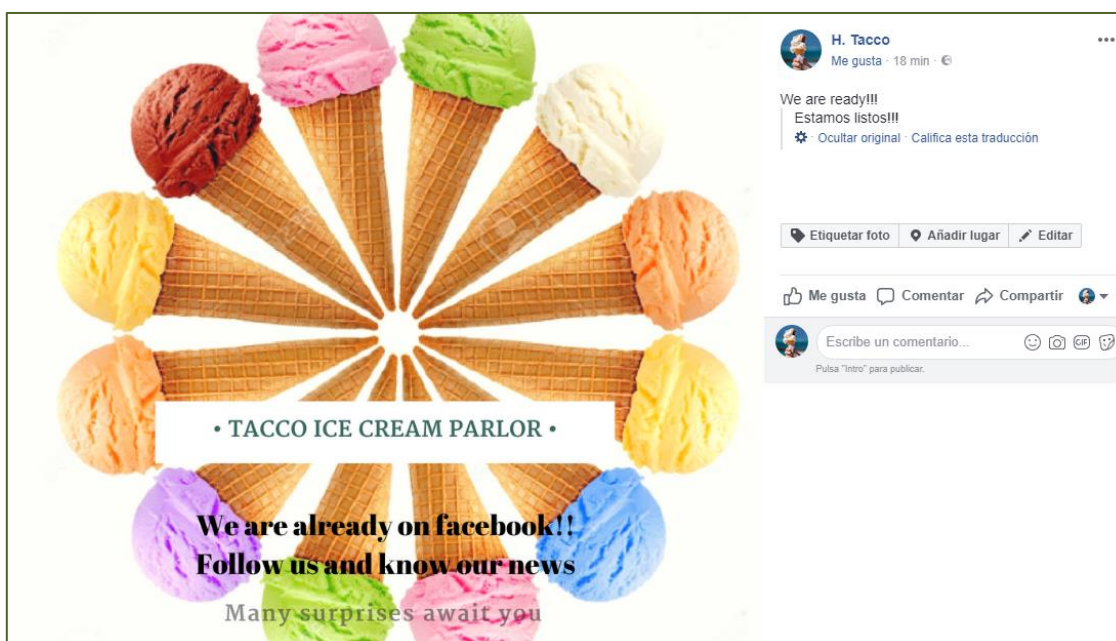 • TACCO ICE CREAM PARLOR •
We are already on facebook!!
Follow us and know our news
Many surprises await you
H. Tacco
Me gusta · 18 min ·
We are ready!!!
Estamos listos!!!
· Ocultar original · Califica esta traducción
Etiquetar foto Añadir lugar Editar
Me gusta Comentar Compartir
Escribe un comentario... GIF
Pulsa "Intro" para publicar.